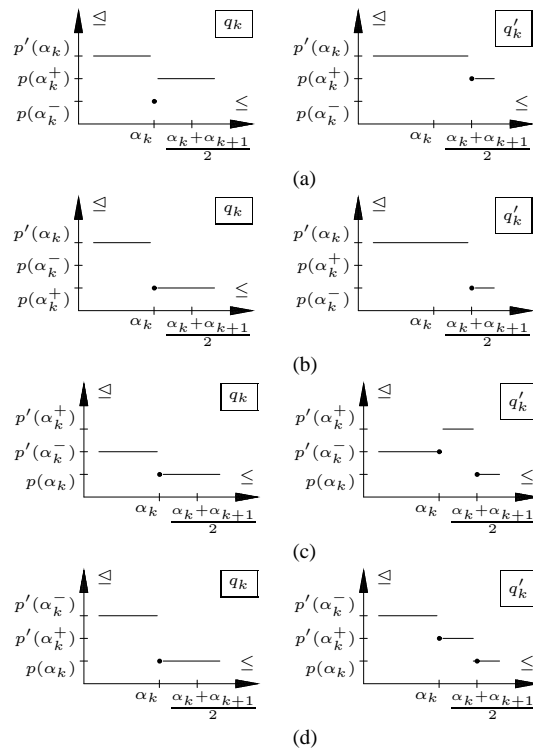 ⊴ q_k ⊴ q′_k
p′(α_k) p′(α_k)
p(α_k^+) p(α_k^+)
p(α_k^−) ≤ p(α_k^−) ≤
α_k (α_k+α_{k+1})/2 α_k (α_k+α_{k+1})/2
(a)
⊴ q_k ⊴ q′_k
p′(α_k) p′(α_k)
p(α_k^−) p(α_k^+)
p(α_k^+) ≤ p(α_k^−) ≤
α_k (α_k+α_{k+1})/2 α_k (α_k+α_{k+1})/2
(b)
⊴ q_k ⊴ q′_k
p′(α_k^+) p′(α_k^+)
p′(α_k^−) p′(α_k^−)
p(α_k) ≤ p(α_k) ≤
α_k (α_k+α_{k+1})/2 α_k (α_k+α_{k+1})/2
(c)
⊴ q_k ⊴ q′_k
p′(α_k^−) p′(α_k^−)
p′(α_k^+) p′(α_k^+)
p(α_k) ≤ p(α_k) ≤
α_k (α_k+α_{k+1})/2 α_k (α_k+α_{k+1})/2
(d)